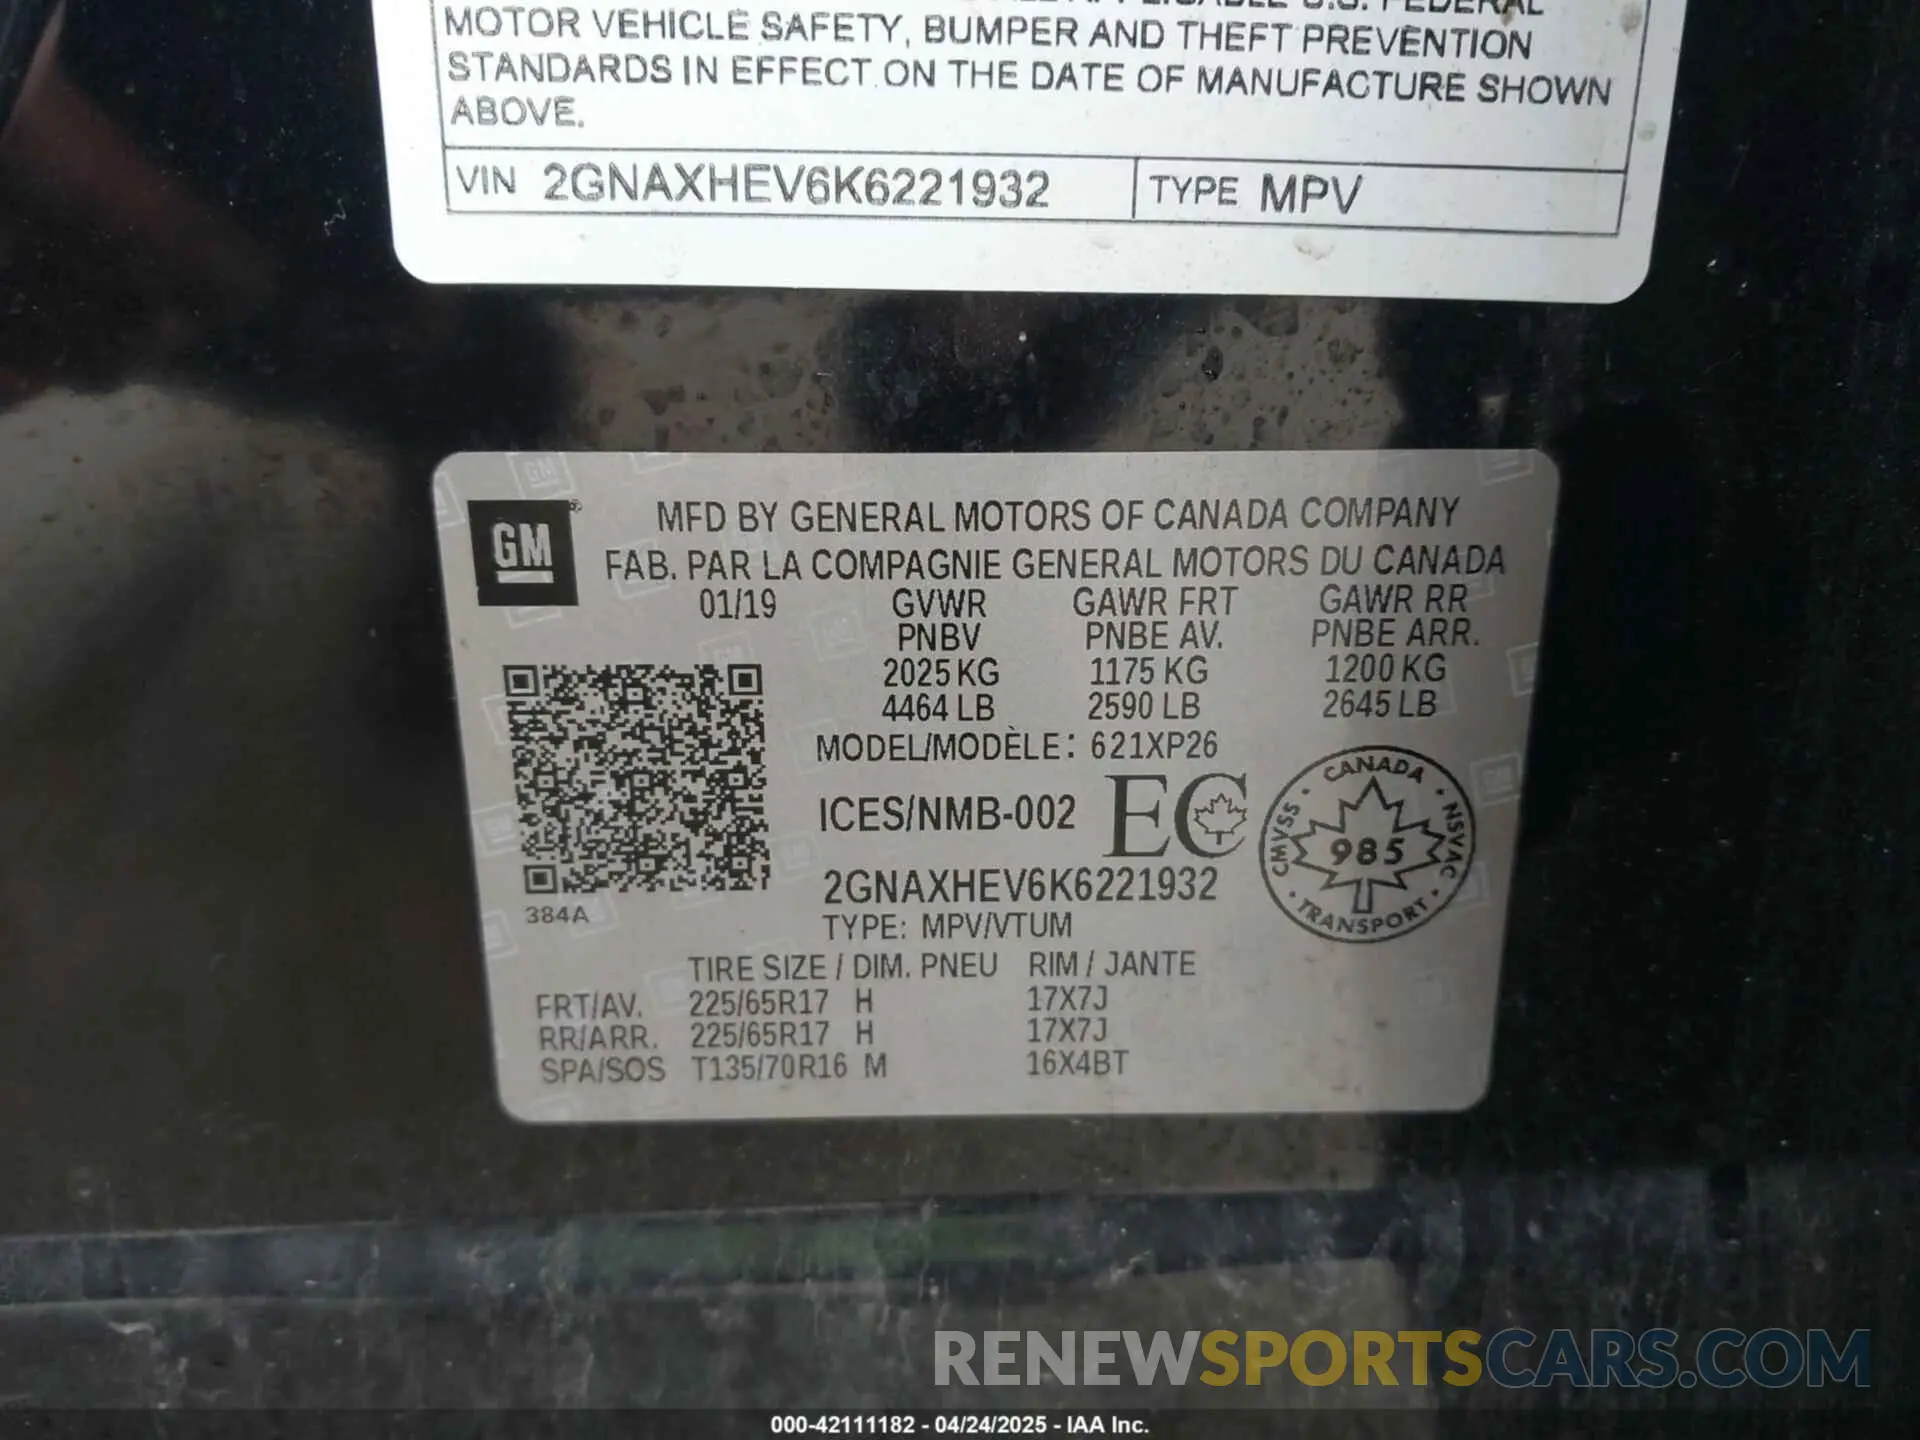 APPLICABLE U.S. FEDERAL
MOTOR VEHICLE SAFETY, BUMPER AND THEFT PREVENTION
STANDARDS IN EFFECT ON THE DATE OF MANUFACTURE SHOWN
ABOVE.
VIN 2GNAXHEV6K6221932 TYPE MPV
GM®
MFD BY GENERAL MOTORS OF CANADA COMPANY
FAB. PAR LA COMPAGNIE GENERAL MOTORS DU CANADA
01/19 GVWR GAWR FRT GAWR RR
PNBV PNBE AV. PNBE ARR.
2025 KG 1175 KG 1200 KG
4464 LB 2590 LB 2645 LB
MODEL/MODÈLE: 621XP26
ICES/NMB-002 EC
CANADA
CMVSS • NSVAC
985
TRANSPORT
2GNAXHEV6K6221932
384A
TYPE: MPV/VTUM
TIRE SIZE / DIM. PNEU RIM / JANTE
FRT/AV. 225/65R17 H 17X7J
RR/ARR. 225/65R17 H 17X7J
SPA/SOS T135/70R16 M 16X4BT
RENEWSPORTSCARS.COM
000-42111182 - 04/24/2025 - IAA Inc.